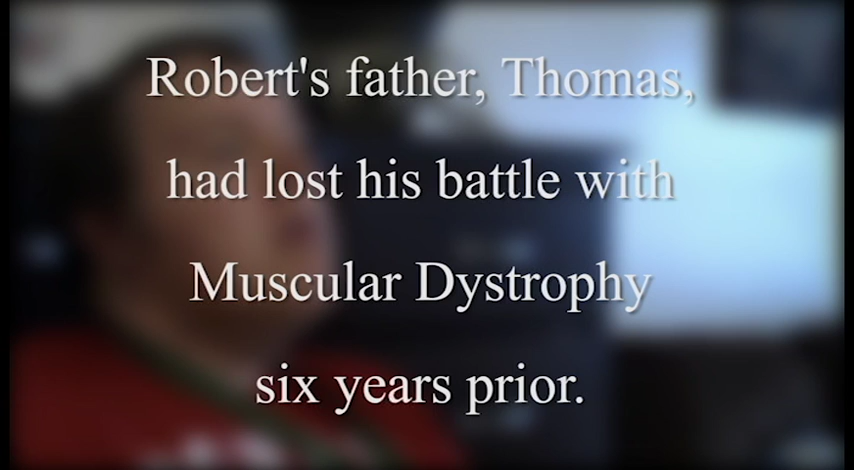 Robert's father, Thomas,
had lost his battle with
Muscular Dystrophy
six years prior.